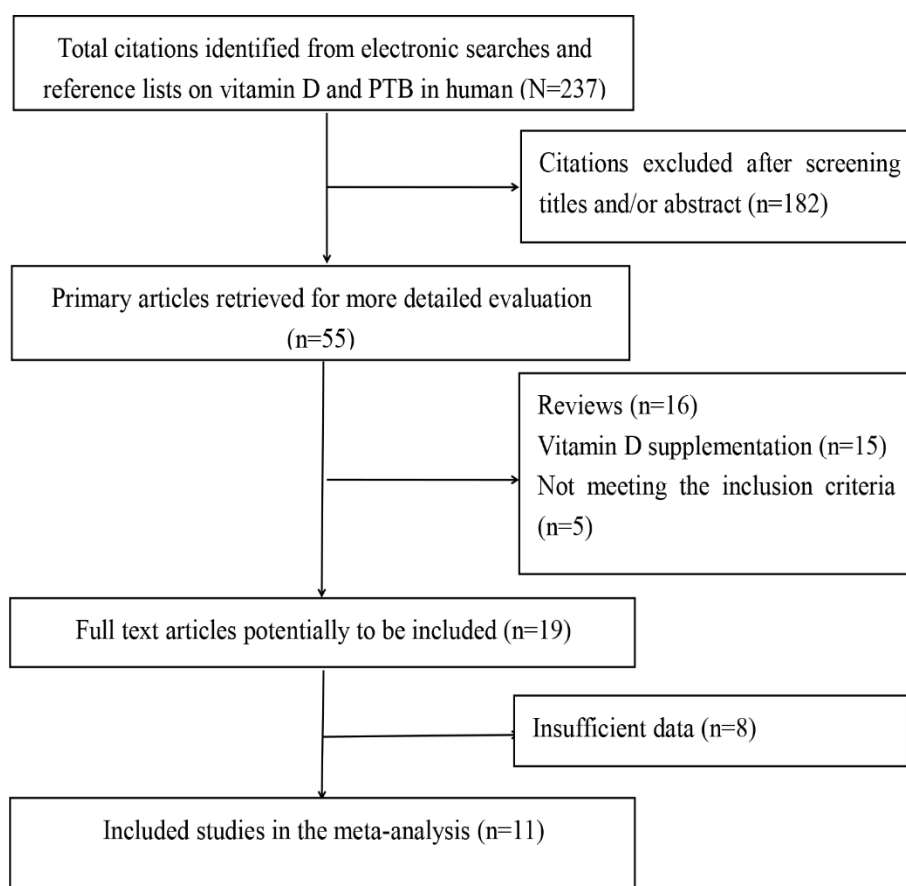 Total citations identified from electronic searches and
reference lists on vitamin D and PTB in human (N=237)
Citations excluded after screening
titles and/or abstract (n=182)
Primary articles retrieved for more detailed evaluation
(n=55)
Reviews (n=16)
Vitamin D supplementation (n=15)
Not meeting the inclusion criteria
(n=5)
Full text articles potentially to be included (n=19)
Insufficient data (n=8)
Included studies in the meta-analysis (n=11)